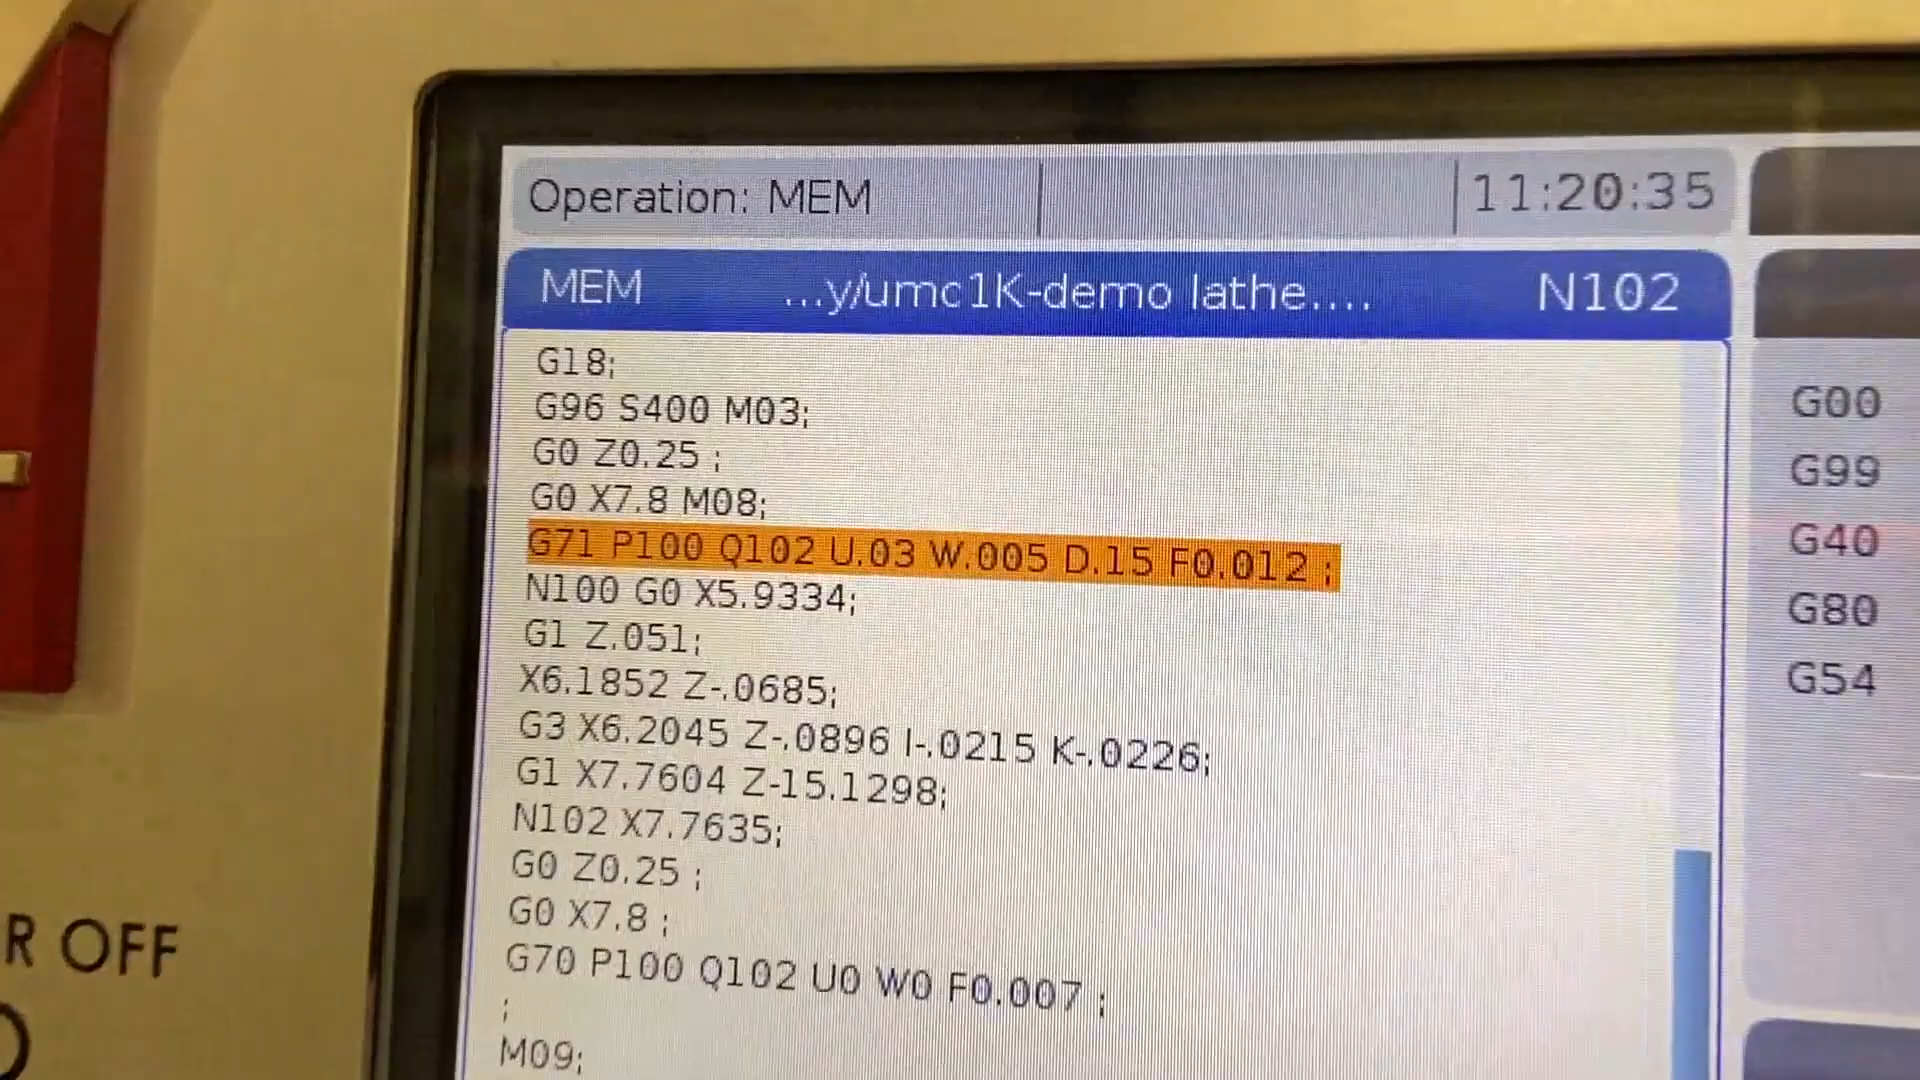 Operation: MEM 11:20:35
MEM ...y/umc1K-demo lathe.... N102
G18;
G96 S400 M03;
G0 Z0.25 ;
G0 X7.8 M08;
G71 P100 Q102 U.03 W.005 D.15 F0.012 ;
N100 G0 X5.9334;
G1 Z.051;
X6.1852 Z-.0685;
G3 X6.2045 Z-.0896 I-.0215 K-.0226;
G1 X7.7604 Z-15.1298;
N102 X7.7635;
G0 Z0.25 ;
G0 X7.8 ;
G70 P100 Q102 U0 W0 F0.007 ;
;
M09;
G00
G99
G40
G80
G54
R OFF